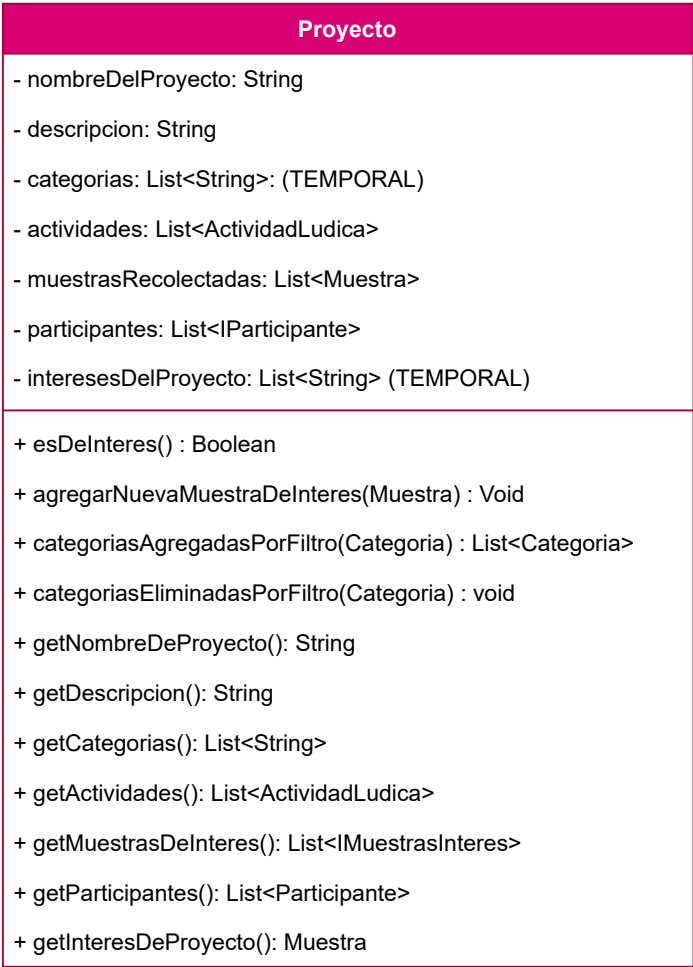 Proyecto
- nombreDelProyecto: String
- descripcion: String
- categorias: List<String>: (TEMPORAL)
- actividades: List<ActividadLudica>
- muestrasRecolectadas: List<Muestra>
- participantes: List<IParticipante>
- interesesDelProyecto: List<String> (TEMPORAL)
+ esDeInteres() : Boolean
+ agregarNuevaMuestraDeInteres(Muestra) : Void
+ categoriasAgregadasPorFiltro(Categoria) : List<Categoria>
+ categoriasEliminadasPorFiltro(Categoria) : void
+ getNombreDeProyecto(): String
+ getDescripcion(): String
+ getCategorias(): List<String>
+ getActividades(): List<ActividadLudica>
+ getMuestrasDeInteres(): List<IMuestrasInteres>
+ getParticipantes(): List<Participante>
+ getInteresDeProyecto(): Muestra